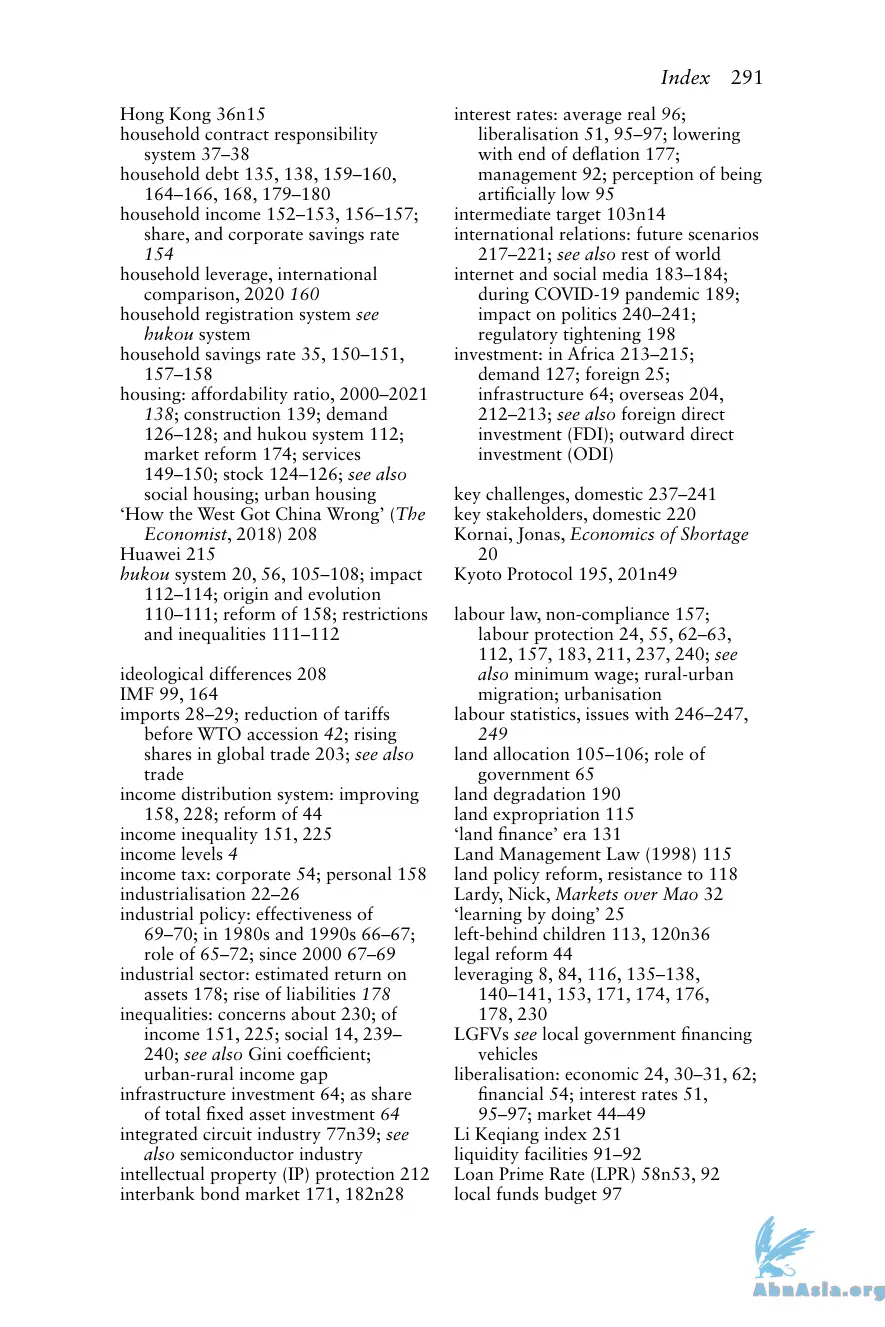 Index 291
Hong Kong 36n15
household contract responsibility
system 37–38
household debt 135, 138, 159–160,
164–166, 168, 179–180
household income 152–153, 156–157;
share, and corporate savings rate
154
household leverage, international
comparison, 2020 160
household registration system see
hukou system
household savings rate 35, 150–151,
157–158
housing: affordability ratio, 2000–2021
138; construction 139; demand
126–128; and hukou system 112;
market reform 174; services
149–150; stock 124–126; see also
social housing; urban housing
‘How the West Got China Wrong’ (The
Economist, 2018) 208
Huawei 215
hukou system 20, 56, 105–108; impact
112–114; origin and evolution
110–111; reform of 158; restrictions
and inequalities 111–112
ideological differences 208
IMF 99, 164
imports 28–29; reduction of tariffs
before WTO accession 42; rising
shares in global trade 203; see also
trade
income distribution system: improving
158, 228; reform of 44
income inequality 151, 225
income levels 4
income tax: corporate 54; personal 158
industrialisation 22–26
industrial policy: effectiveness of
69–70; in 1980s and 1990s 66–67;
role of 65–72; since 2000 67–69
industrial sector: estimated return on
assets 178; rise of liabilities 178
inequalities: concerns about 230; of
income 151, 225; social 14, 239–
240; see also Gini coefficient;
urban-rural income gap
infrastructure investment 64; as share
of total fixed asset investment 64
integrated circuit industry 77n39; see
also semiconductor industry
intellectual property (IP) protection 212
interbank bond market 171, 182n28
interest rates: average real 96;
liberalisation 51, 95–97; lowering
with end of deflation 177;
management 92; perception of being
artificially low 95
intermediate target 103n14
international relations: future scenarios
217–221; see also rest of world
internet and social media 183–184;
during COVID-19 pandemic 189;
impact on politics 240–241;
regulatory tightening 198
investment: in Africa 213–215;
demand 127; foreign 25;
infrastructure 64; overseas 204,
212–213; see also foreign direct
investment (FDI); outward direct
investment (ODI)
key challenges, domestic 237–241
key stakeholders, domestic 220
Kornai, Jonas, Economics of Shortage
20
Kyoto Protocol 195, 201n49
labour law, non-compliance 157;
labour protection 24, 55, 62–63,
112, 157, 183, 211, 237, 240; see
also minimum wage; rural-urban
migration; urbanisation
labour statistics, issues with 246–247,
249
land allocation 105–106; role of
government 65
land degradation 190
land expropriation 115
‘land finance’ era 131
Land Management Law (1998) 115
land policy reform, resistance to 118
Lardy, Nick, Markets over Mao 32
‘learning by doing’ 25
left-behind children 113, 120n36
legal reform 44
leveraging 8, 84, 116, 135–138,
140–141, 153, 171, 174, 176,
178, 230
LGFVs see local government financing
vehicles
liberalisation: economic 24, 30–31, 62;
financial 54; interest rates 51,
95–97; market 44–49
Li Keqiang index 251
liquidity facilities 91–92
Loan Prime Rate (LPR) 58n53, 92
local funds budget 97
AbnAsia.org